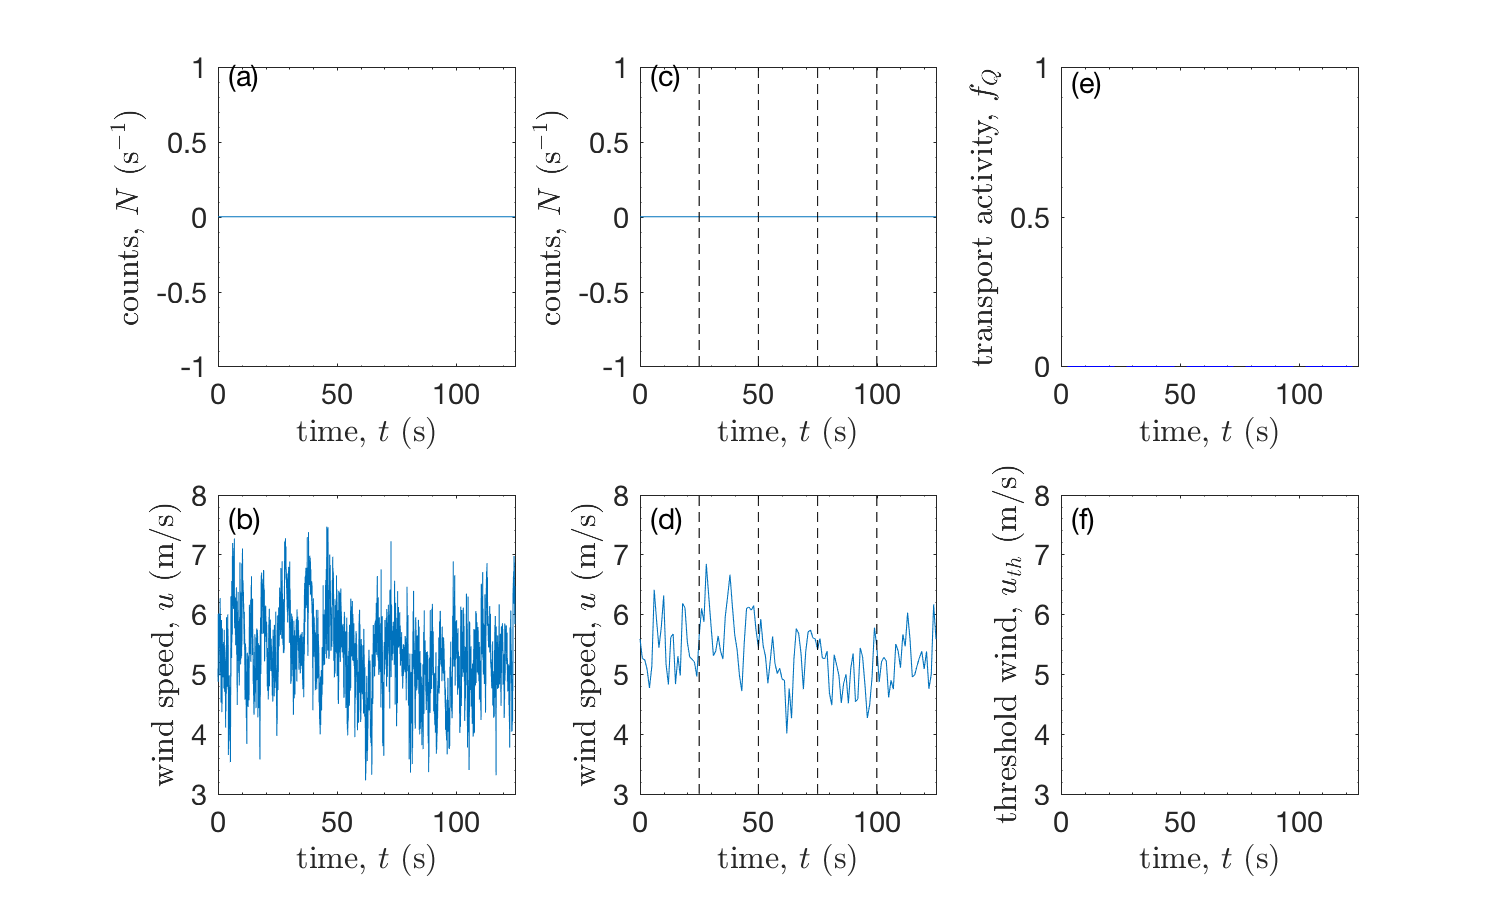 (a)
1
0.5
0
-0.5
-1
counts, N (s⁻¹)
0 50 100
time, t (s)
(c)
1
0.5
0
-0.5
-1
counts, N (s⁻¹)
0 50 100
time, t (s)
(e)
1
0.5
0
transport activity, f_Q
0 50 100
time, t (s)
(b)
8
7
6
5
4
3
wind speed, u (m/s)
0 50 100
time, t (s)
(d)
8
7
6
5
4
3
wind speed, u (m/s)
0 50 100
time, t (s)
(f)
8
7
6
5
4
3
threshold wind, u_th (m/s)
0 50 100
time, t (s)